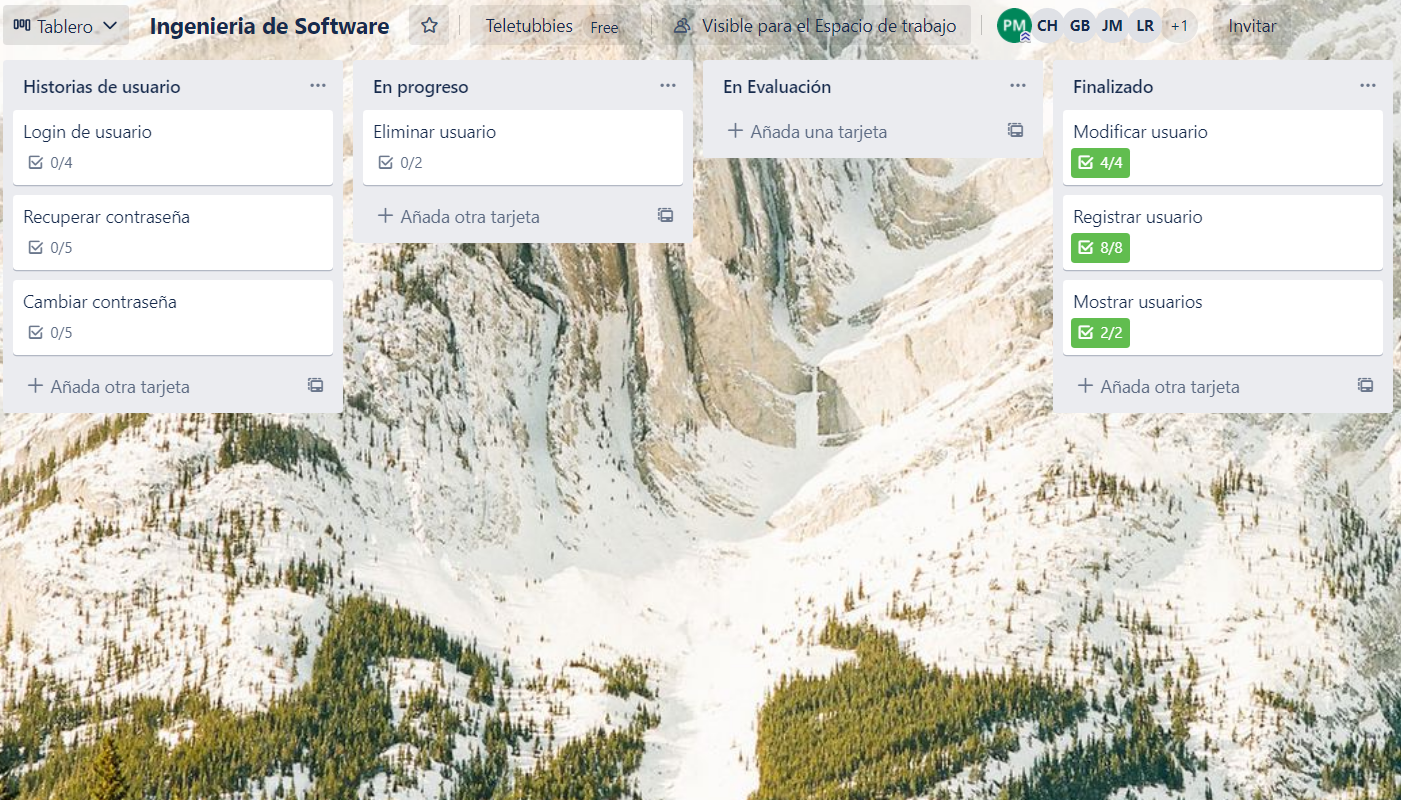 Tablero
Ingenieria de Software
Teletubbies Free
Visible para el Espacio de trabajo
PM CH GB JM LR +1
Invitar
Historias de usuario
Login de usuario
0/4
Recuperar contraseña
0/5
Cambiar contraseña
0/5
+ Añada otra tarjeta
En progreso
Eliminar usuario
0/2
+ Añada otra tarjeta
En Evaluación
+ Añada una tarjeta
Finalizado
Modificar usuario
4/4
Registrar usuario
8/8
Mostrar usuarios
2/2
+ Añada otra tarjeta